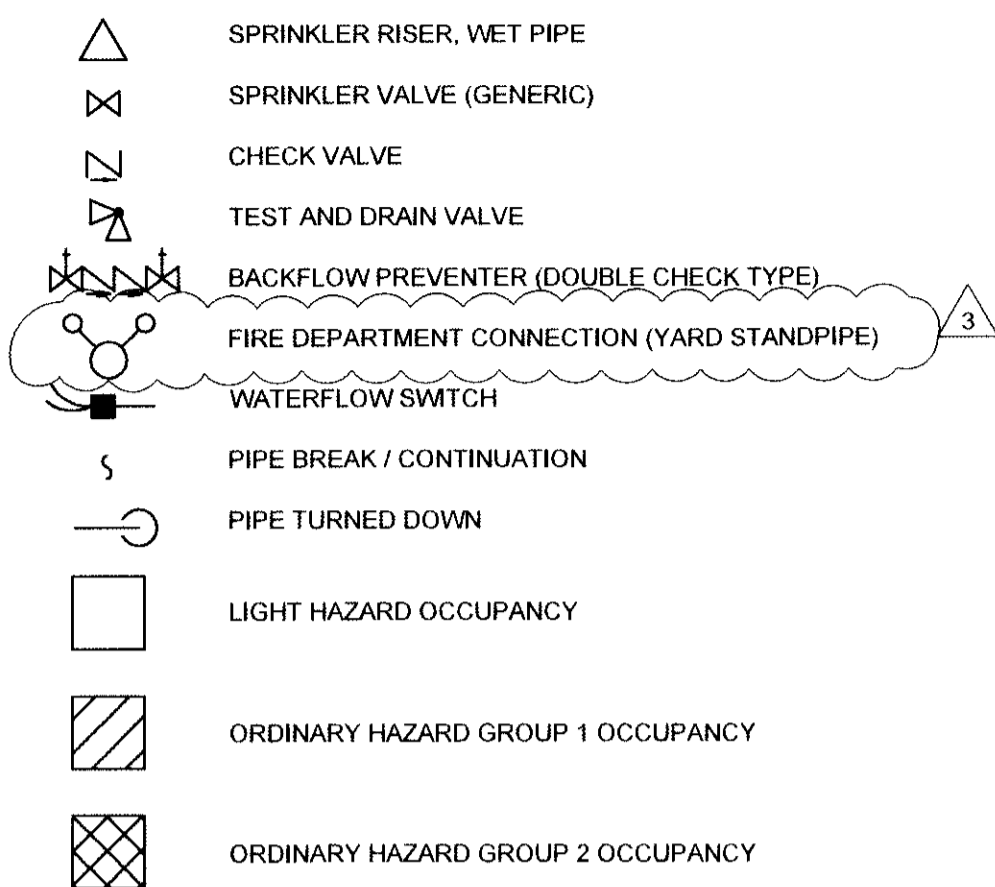 SPRINKLER RISER, WET PIPE
SPRINKLER VALVE (GENERIC)
CHECK VALVE
TEST AND DRAIN VALVE
BACKFLOW PREVENTER (DOUBLE CHECK TYPE)
FIRE DEPARTMENT CONNECTION (YARD STANDPIPE)
3
WATERFLOW SWITCH
PIPE BREAK / CONTINUATION
PIPE TURNED DOWN
LIGHT HAZARD OCCUPANCY
ORDINARY HAZARD GROUP 1 OCCUPANCY
ORDINARY HAZARD GROUP 2 OCCUPANCY